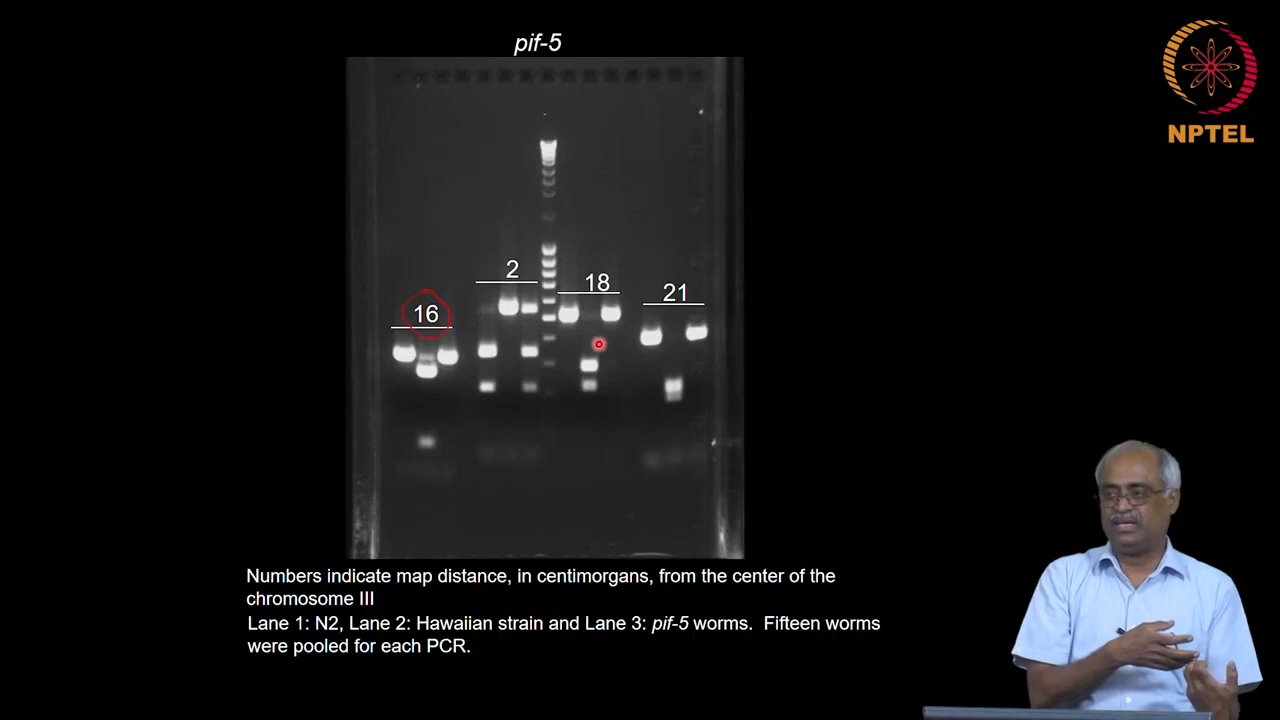 pif-5
NPTEL
16
2
18
21
Numbers indicate map distance, in centimorgans, from the center of the
chromosome III
Lane 1: N2, Lane 2: Hawaiian strain and Lane 3: pif-5 worms. Fifteen worms
were pooled for each PCR.